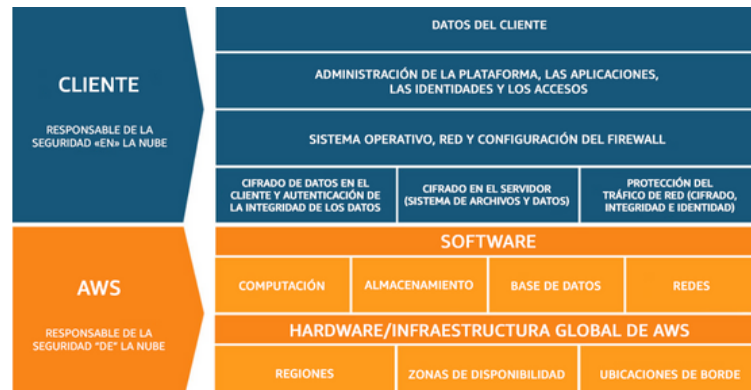 DATOS DEL CLIENTE
CLIENTE
RESPONSABLE DE LA
SEGURIDAD «EN» LA NUBE
ADMINISTRACIÓN DE LA PLATAFORMA, LAS APLICACIONES,
LAS IDENTIDADES Y LOS ACCESOS
SISTEMA OPERATIVO, RED Y CONFIGURACIÓN DEL FIREWALL
CIFRADO DE DATOS EN EL
CLIENTE Y AUTENTICACIÓN DE
LA INTEGRIDAD DE LOS DATOS
CIFRADO EN EL SERVIDOR
(SISTEMA DE ARCHIVOS Y DATOS)
PROTECCIÓN DEL
TRÁFICO DE RED (CIFRADO,
INTEGRIDAD E IDENTIDAD)
AWS
RESPONSABLE DE LA
SEGURIDAD "DE" LA NUBE
SOFTWARE
COMPUTACIÓN
ALMACENAMIENTO
BASE DE DATOS
REDES
HARDWARE/INFRAESTRUCTURA GLOBAL DE AWS
REGIONES
ZONAS DE DISPONIBILIDAD
UBICACIONES DE BORDE